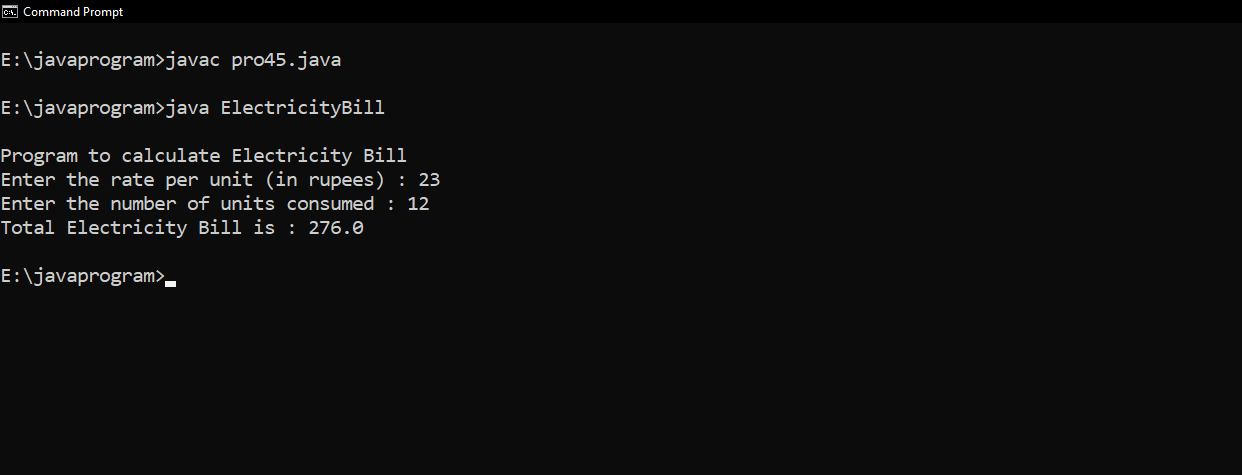 Command Prompt
E:\javaprogram>javac pro45.java
E:\javaprogram>java ElectricityBill
Program to calculate Electricity Bill
Enter the rate per unit (in rupees) : 23
Enter the number of units consumed : 12
Total Electricity Bill is : 276.0
E:\javaprogram>